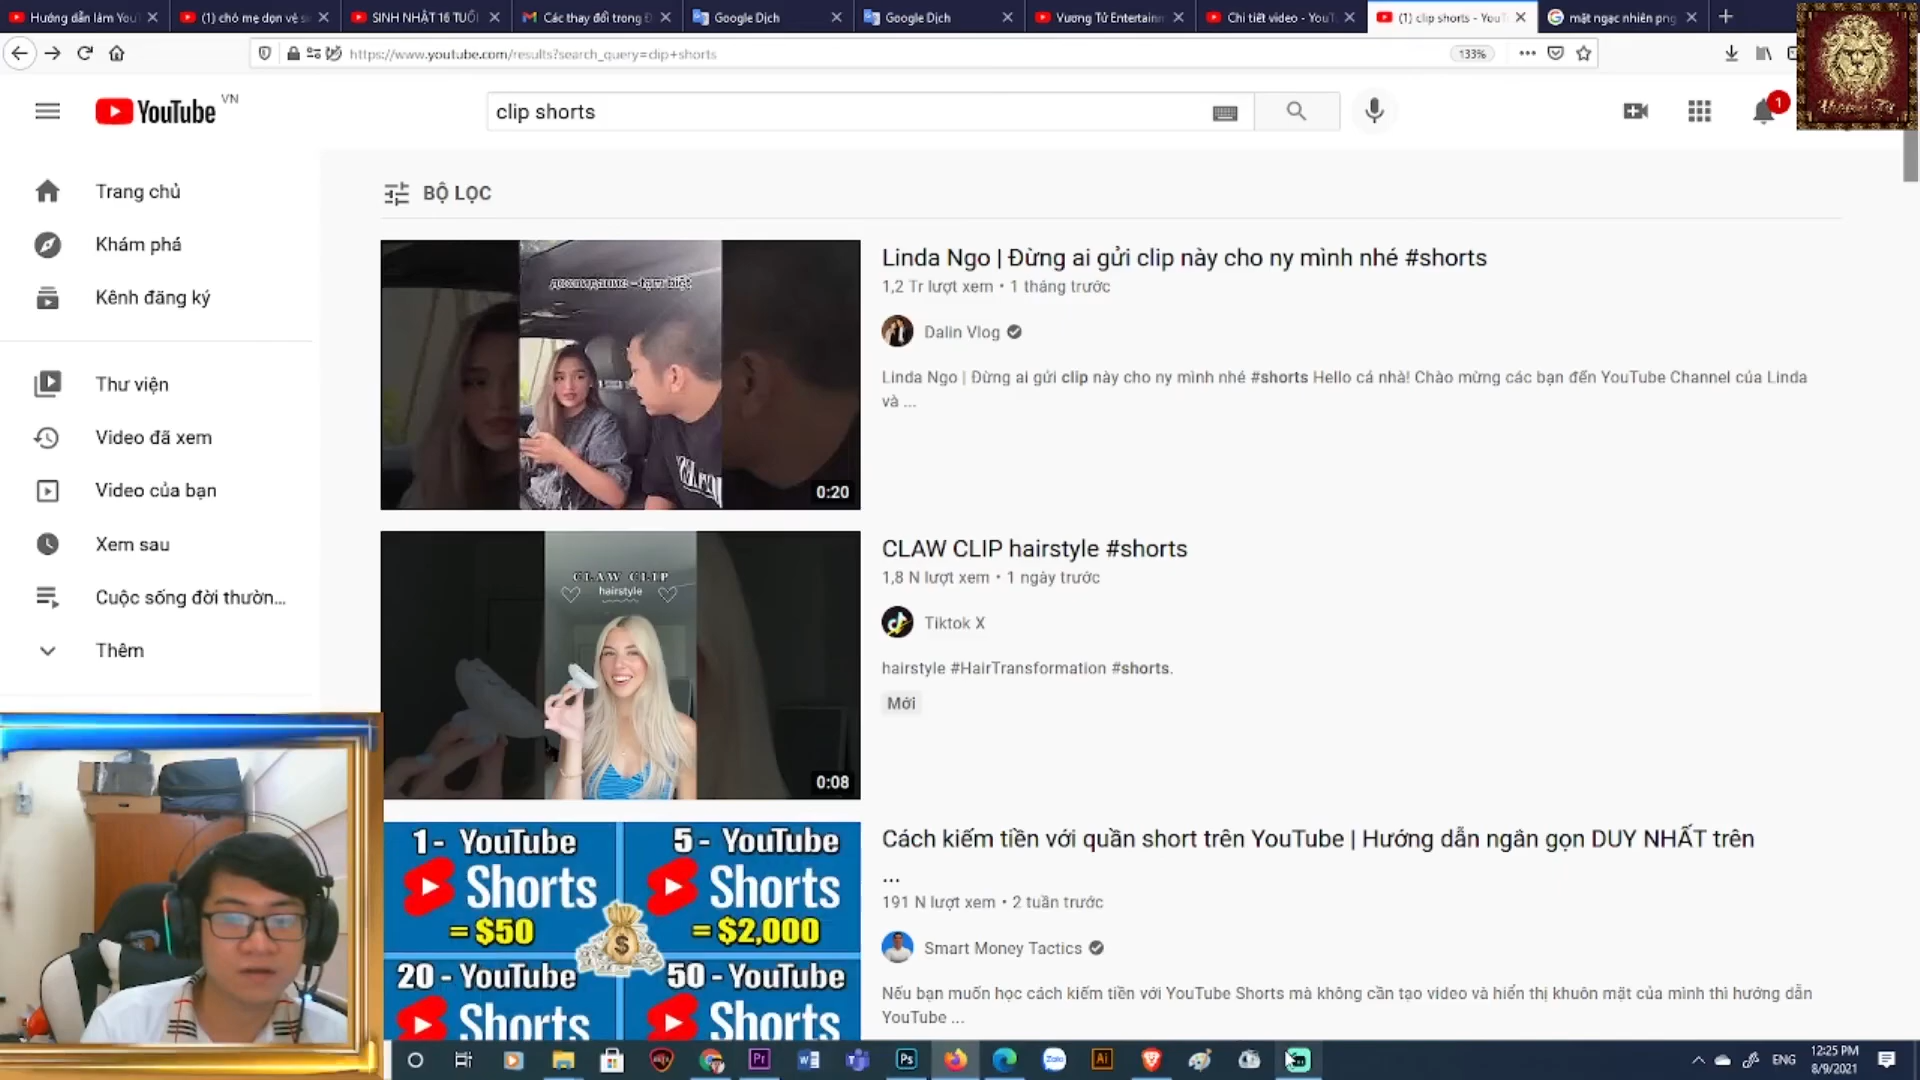 Hướng dẫn làm YouT
(1) chó mẹ dọn vệ s
SINH NHẬT 16 TUỔI
Các thay đổi trong Đ
Google Dịch
Google Dịch
Vương Tử Entertainm
Chi tiết video - YouT
(1) clip shorts - YouT
mặt ngạc nhiên png
https://www.youtube.com/results?search_query=clip+shorts
133%
YouTube VN
clip shorts
1
Trang chủ
Khám phá
Kênh đăng ký
Thư viện
Video đã xem
Video của bạn
Xem sau
Cuộc sống đời thườn...
Thêm
BỘ LỌC
0:20
Linda Ngo | Đừng ai gửi clip này cho ny mình nhé #shorts
1,2 Tr lượt xem • 1 tháng trước
Dalin Vlog
Linda Ngo | Đừng ai gửi clip này cho ny mình nhé #shorts Hello cá nhà! Chào mừng các bạn đến YouTube Channel của Linda
và ...
CLAW CLIP
hairstyle
0:08
CLAW CLIP hairstyle #shorts
1,8 N lượt xem • 1 ngày trước
Tiktok X
hairstyle #HairTransformation #shorts.
Mới
1- YouTube
Shorts
= $50
5- YouTube
Shorts
= $2,000
20 - YouTube
Shorts
50 - YouTube
Shorts
Cách kiếm tiền với quần short trên YouTube | Hướng dẫn ngắn gọn DUY NHẤT trên
...
191 N lượt xem • 2 tuần trước
Smart Money Tactics
Nếu bạn muốn học cách kiếm tiền với YouTube Shorts mà không cần tạo video và hiển thị khuôn mặt của mình thì hướng dẫn
YouTube ...
Pr
Ps
Zalo
Ai
ENG
12:25 PM
8/9/2021